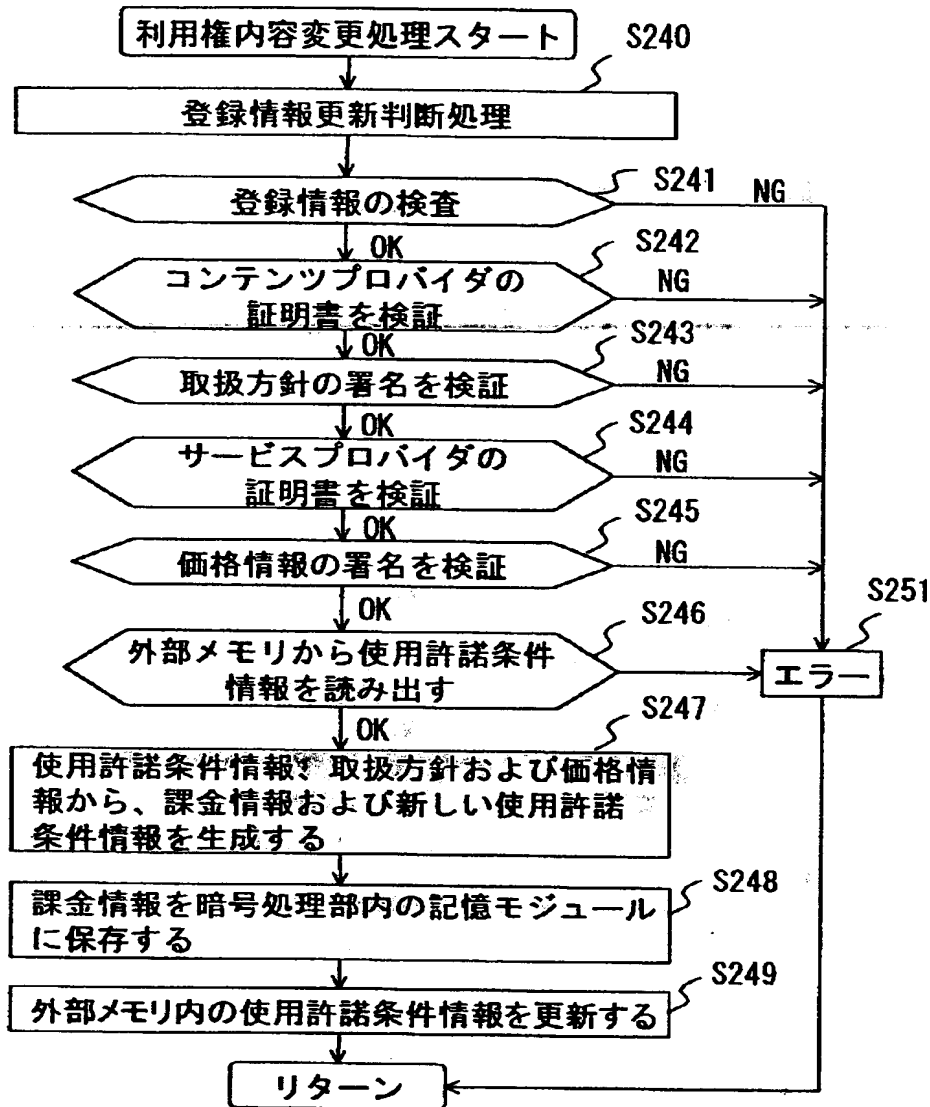 利用権内容変更処理スタート
S240
登録情報更新判断処理
S241
登録情報の検査
NG
OK
S242
コンテンツプロバイダの
証明書を検証
NG
OK
S243
取扱方針の署名を検証
NG
OK
S244
サービスプロバイダの
証明書を検証
NG
OK
S245
価格情報の署名を検証
NG
OK
S246
外部メモリから使用許諾条件
情報を読み出す
S251
エラー
OK
S247
使用許諾条件情報、取扱方針および価格情
報から、課金情報および新しい使用許諾
条件情報を生成する
S248
課金情報を暗号処理部内の記憶モジュール
に保存する
S249
外部メモリ内の使用許諾条件情報を更新する
リターン